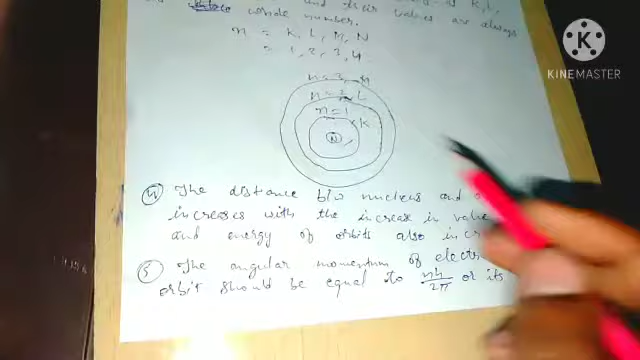 and their values are always
whole number.
n = K, L, M, N
= 1, 2, 3, 4
n = 3, M
n = 2, L
n = 1
K
N
4 The distance b/w nucleus and
increases with the increase in value
and energy of orbits also
5 The angular momentum of
orbit should be equal to nh/2π or its
KINEMASTER